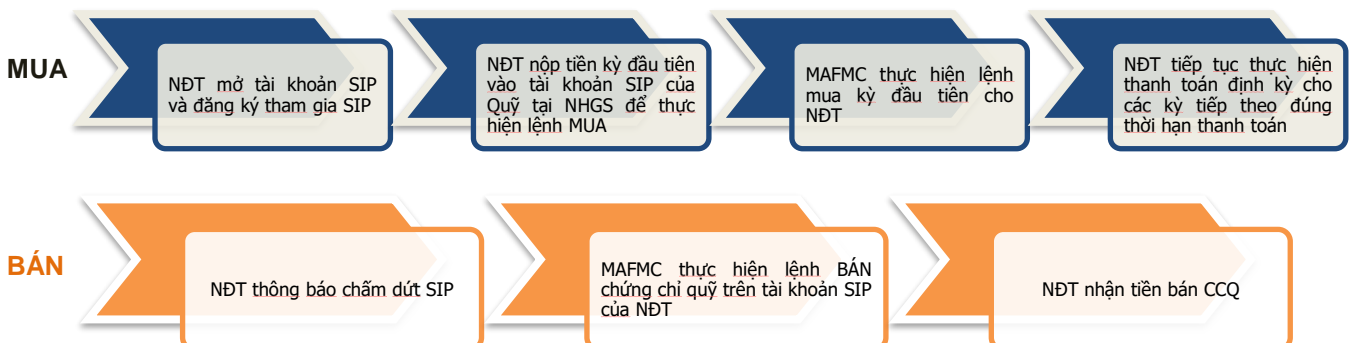 MUA
NĐT mở tài khoản SIP
và đăng ký tham gia SIP
NĐT nộp tiền kỳ đầu tiên
vào tài khoản SIP của
Quỹ tại NHGS để thực
hiện lệnh MUA
MAFMC thực hiện lệnh
mua kỳ đầu tiên cho
NĐT
NĐT tiếp tục thực hiện
thanh toán định kỳ cho
các kỳ tiếp theo đúng
thời hạn thanh toán
BÁN
NĐT thông báo chấm dứt SIP
MAFMC thực hiện lệnh BÁN
chứng chỉ quỹ trên tài khoản SIP
của NĐT
NĐT nhận tiền bán CCQ